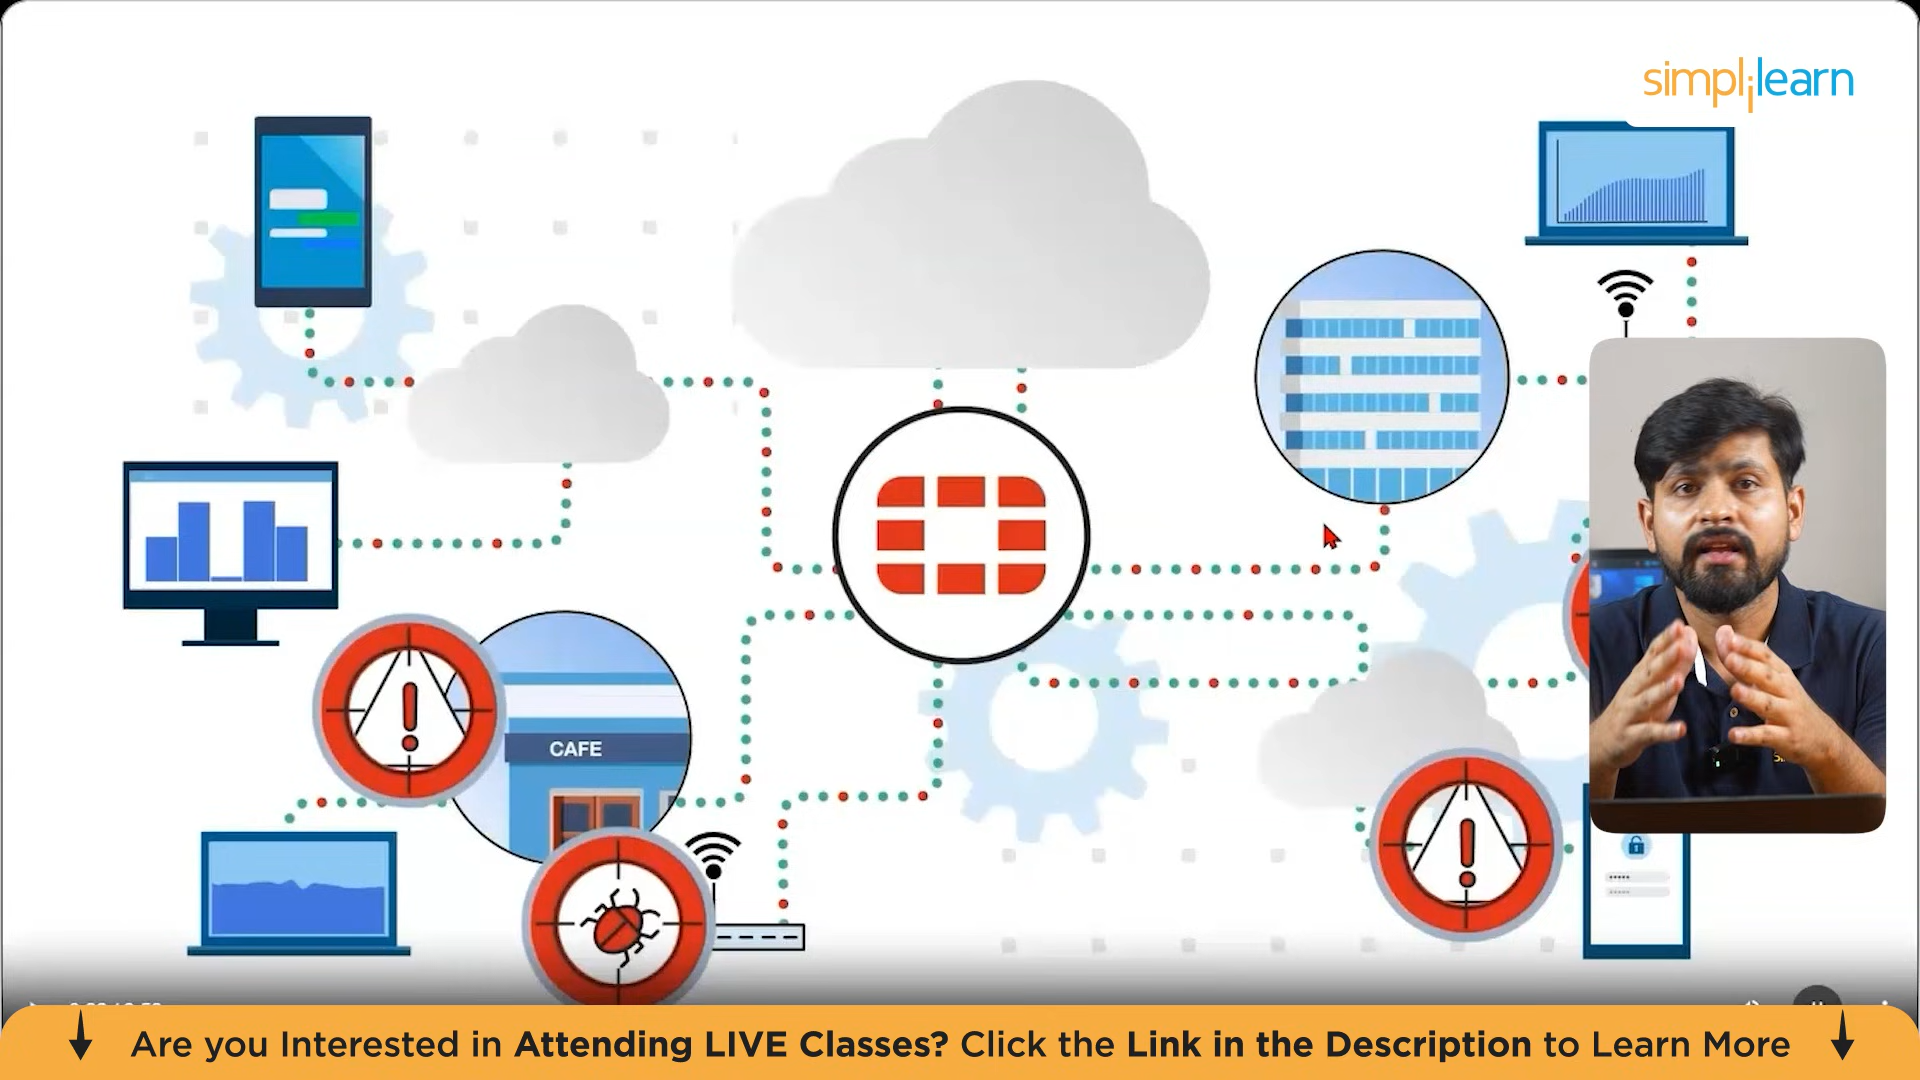 simplilearn
CAFE
Are you Interested in Attending LIVE Classes? Click the Link in the Description to Learn More